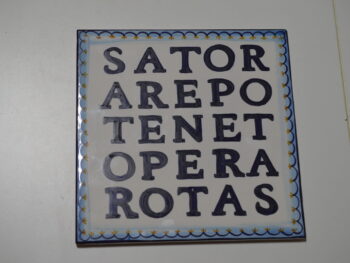 SATOR
AREPO
TENET
OPERA
ROTAS